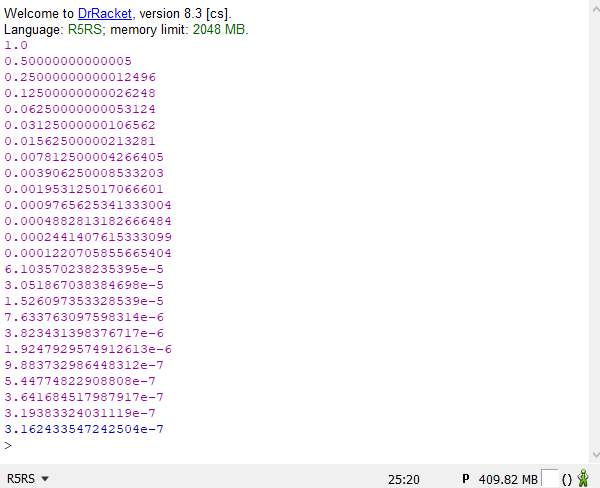 Welcome to DrRacket, version 8.3 [cs].
Language: R5RS; memory limit: 2048 MB.
1.0
0.50000000000005
0.25000000000012496
0.12500000000026248
0.06250000000053124
0.03125000000106562
0.01562500000213281
0.007812500004266405
0.003906250008533203
0.001953125017066601
0.0009765625341333004
0.0004882813182666484
0.0002441407615333099
0.0001220705855665404
6.103570238235395e-5
3.051867038384698e-5
1.526097353328539e-5
7.633763097598314e-6
3.823431398376717e-6
1.9247929574912613e-6
9.883732986448312e-7
5.44774822908808e-7
3.641684517987917e-7
3.19383324031119e-7
3.162433547242504e-7
>
R5RS 25:20 P 409.82 MB ()